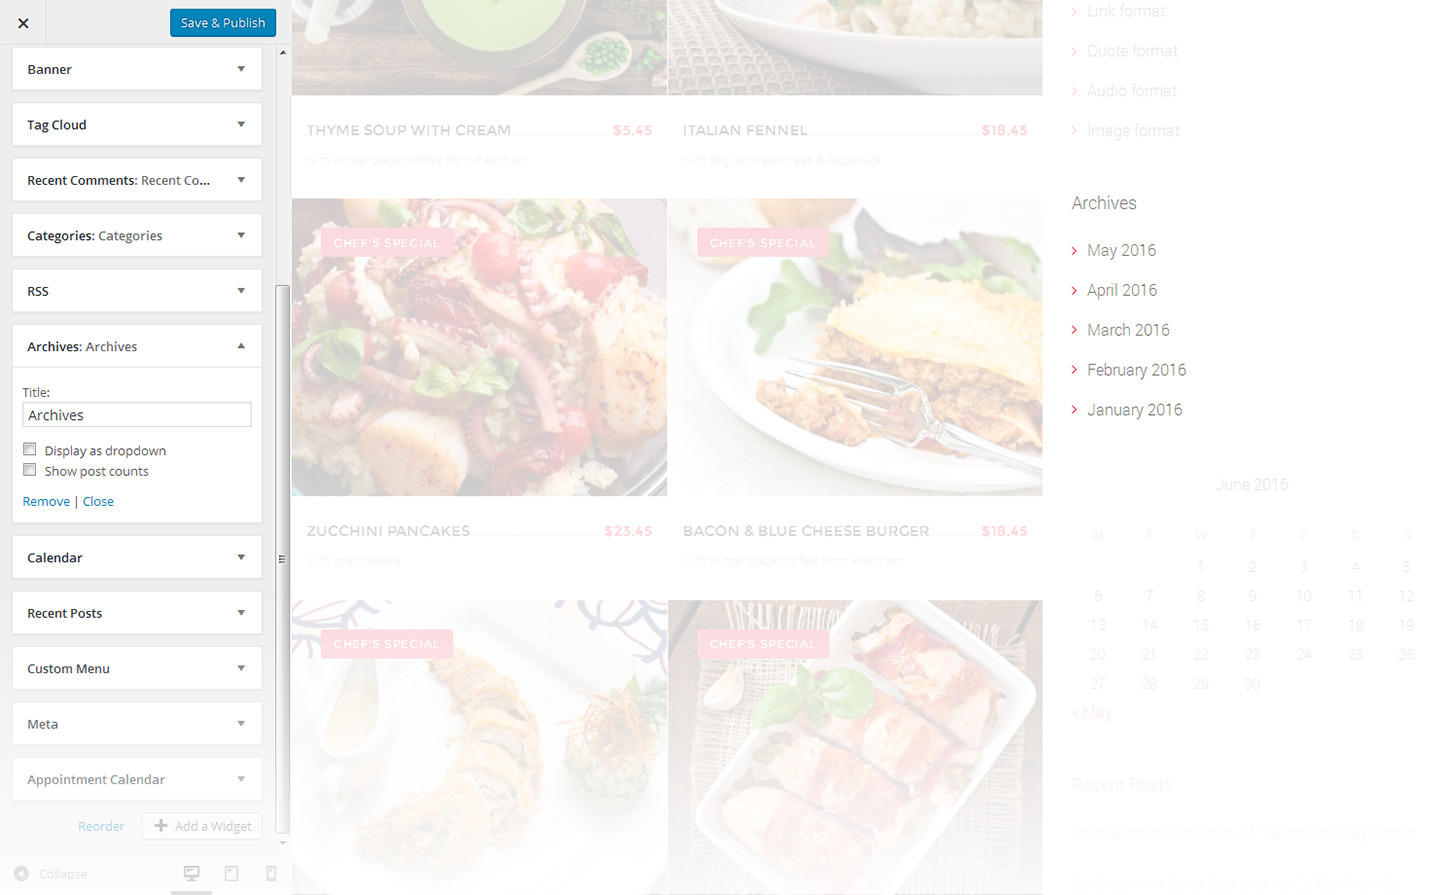 Save & Publish
Banner
Tag Cloud
Recent Comments: Recent Co...
Categories: Categories
RSS
Archives: Archives
Title:
Archives
Display as dropdown
Show post counts
Remove | Close
Calendar
Recent Posts
Custom Menu
Meta
Appointment Calendar
Reorder
Add a Widget
Collapse
THYME SOUP WITH CREAM $5.45
with Winter black truffles from Piedmont
ITALIAN FENNEL $18.45
with English watercress & hazelnuts
CHEF'S SPECIAL
CHEF'S SPECIAL
ZUCCHINI PANCAKES $23.45
with goat cheese
BACON & BLUE CHEESE BURGER $18.45
with Winter black truffles from Piedmont
CHEF'S SPECIAL
CHEF'S SPECIAL
Link format
Quote format
Audio format
Image format
Archives
May 2016
April 2016
March 2016
February 2016
January 2016
June 2016
M T W T F S S
1 2 3 4 5
6 7 8 9 10 11 12
13 14 15 16 17 18 19
20 21 22 23 24 25 26
27 28 29 30
« May
Recent Posts
From Battaso with Love, St. Valentine's Day Dinner